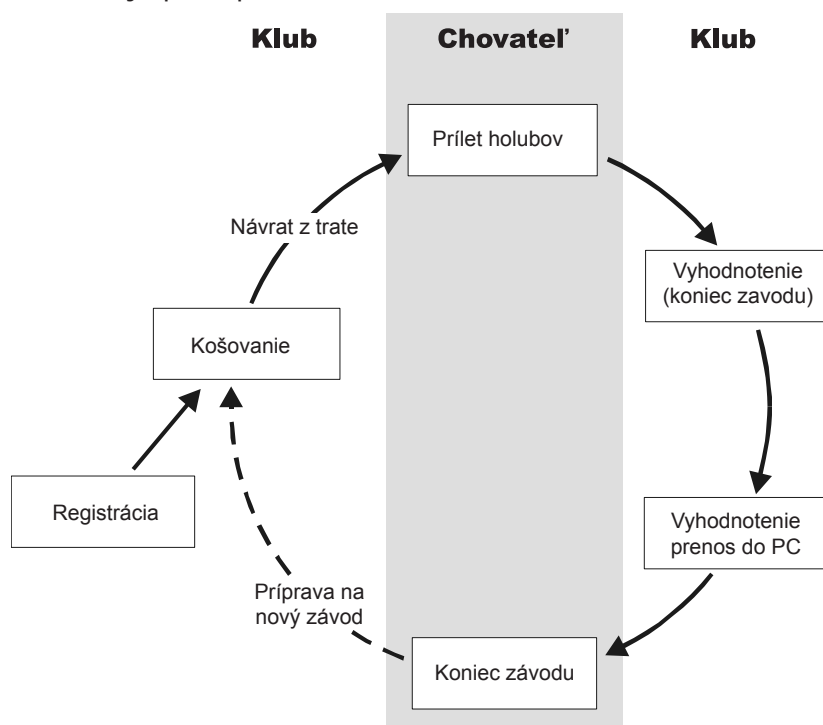 Klub
Chovateľ
Klub
Prílet holubov
Návrat z trate
Vyhodnotenie
(koniec zavodu)
Košovanie
Registrácia
Vyhodnotenie
prenos do PC
Príprava na
nový závod
Koniec závodu